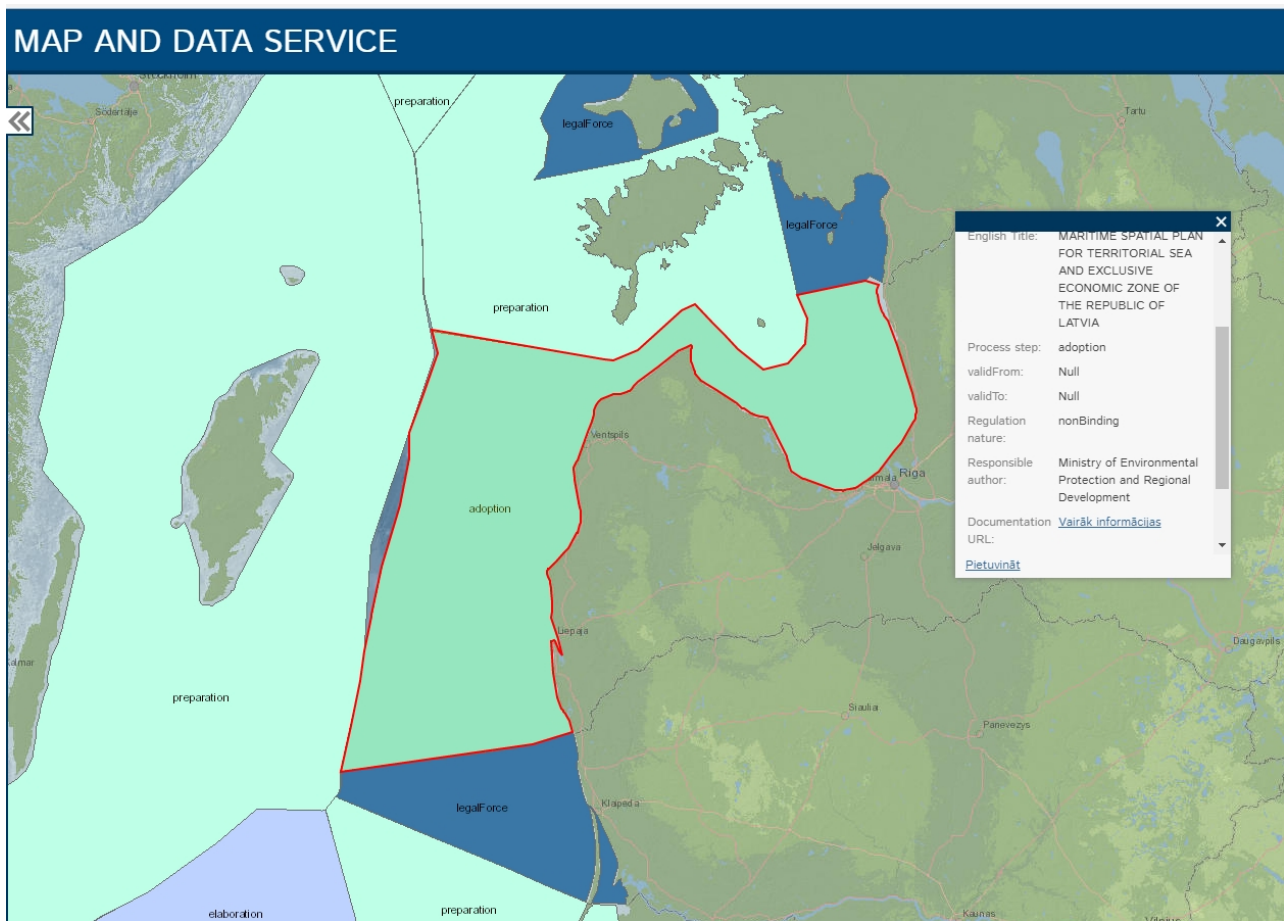 MAP AND DATA SERVICE
Södertälje
preparation
legalForce
Tartu
legalForce
English Title: MARITIME SPATIAL PLAN
FOR TERRITORIAL SEA
AND EXCLUSIVE
ECONOMIC ZONE OF
THE REPUBLIC OF
LATVIA
Process step: adoption
validFrom: Null
validTo: Null
Regulation nature: nonBinding
Responsible author: Ministry of Environmental
Protection and Regional
Development
Documentation URL: Vairāk informācijas
Pietuvināt
preparation
Ventspils
Riga
adoption
Jelgava
Liepaja
Daugavpils
preparation
Siauliai
Panevezys
legalForce
Klaipeda
elaboration
preparation
Kaunas